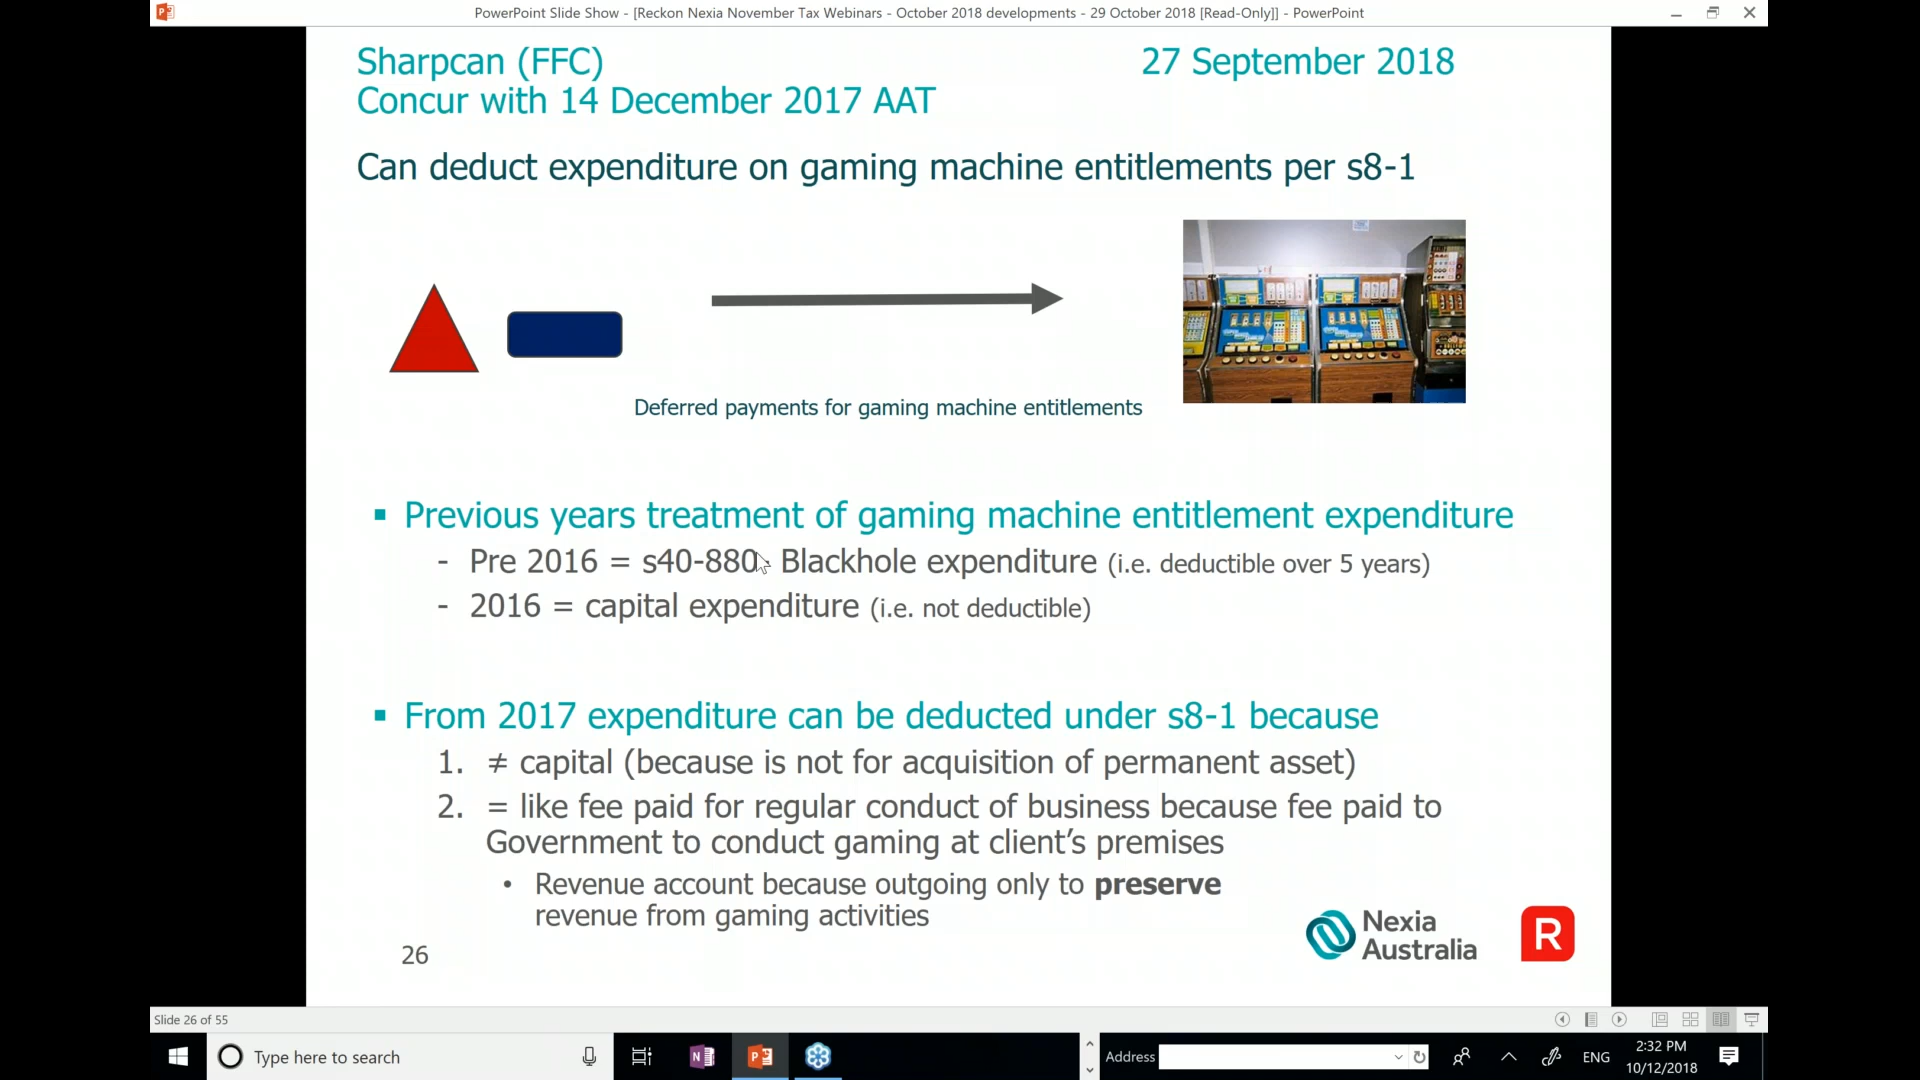 PowerPoint Slide Show - [Reckon Nexia November Tax Webinars - October 2018 developments - 29 October 2018 [Read-Only]] - PowerPoint
Sharpcan (FFC) 27 September 2018
Concur with 14 December 2017 AAT
Can deduct expenditure on gaming machine entitlements per s8-1
Deferred payments for gaming machine entitlements
▪ Previous years treatment of gaming machine entitlement expenditure
- Pre 2016 = s40-880- Blackhole expenditure (i.e. deductible over 5 years)
- 2016 = capital expenditure (i.e. not deductible)
▪ From 2017 expenditure can be deducted under s8-1 because
1. ≠ capital (because is not for acquisition of permanent asset)
2. = like fee paid for regular conduct of business because fee paid to
Government to conduct gaming at client’s premises
• Revenue account because outgoing only to preserve
revenue from gaming activities
Nexia
Australia
R
26
Slide 26 of 55
Type here to search
N
P
Address
ENG
2:32 PM
10/12/2018